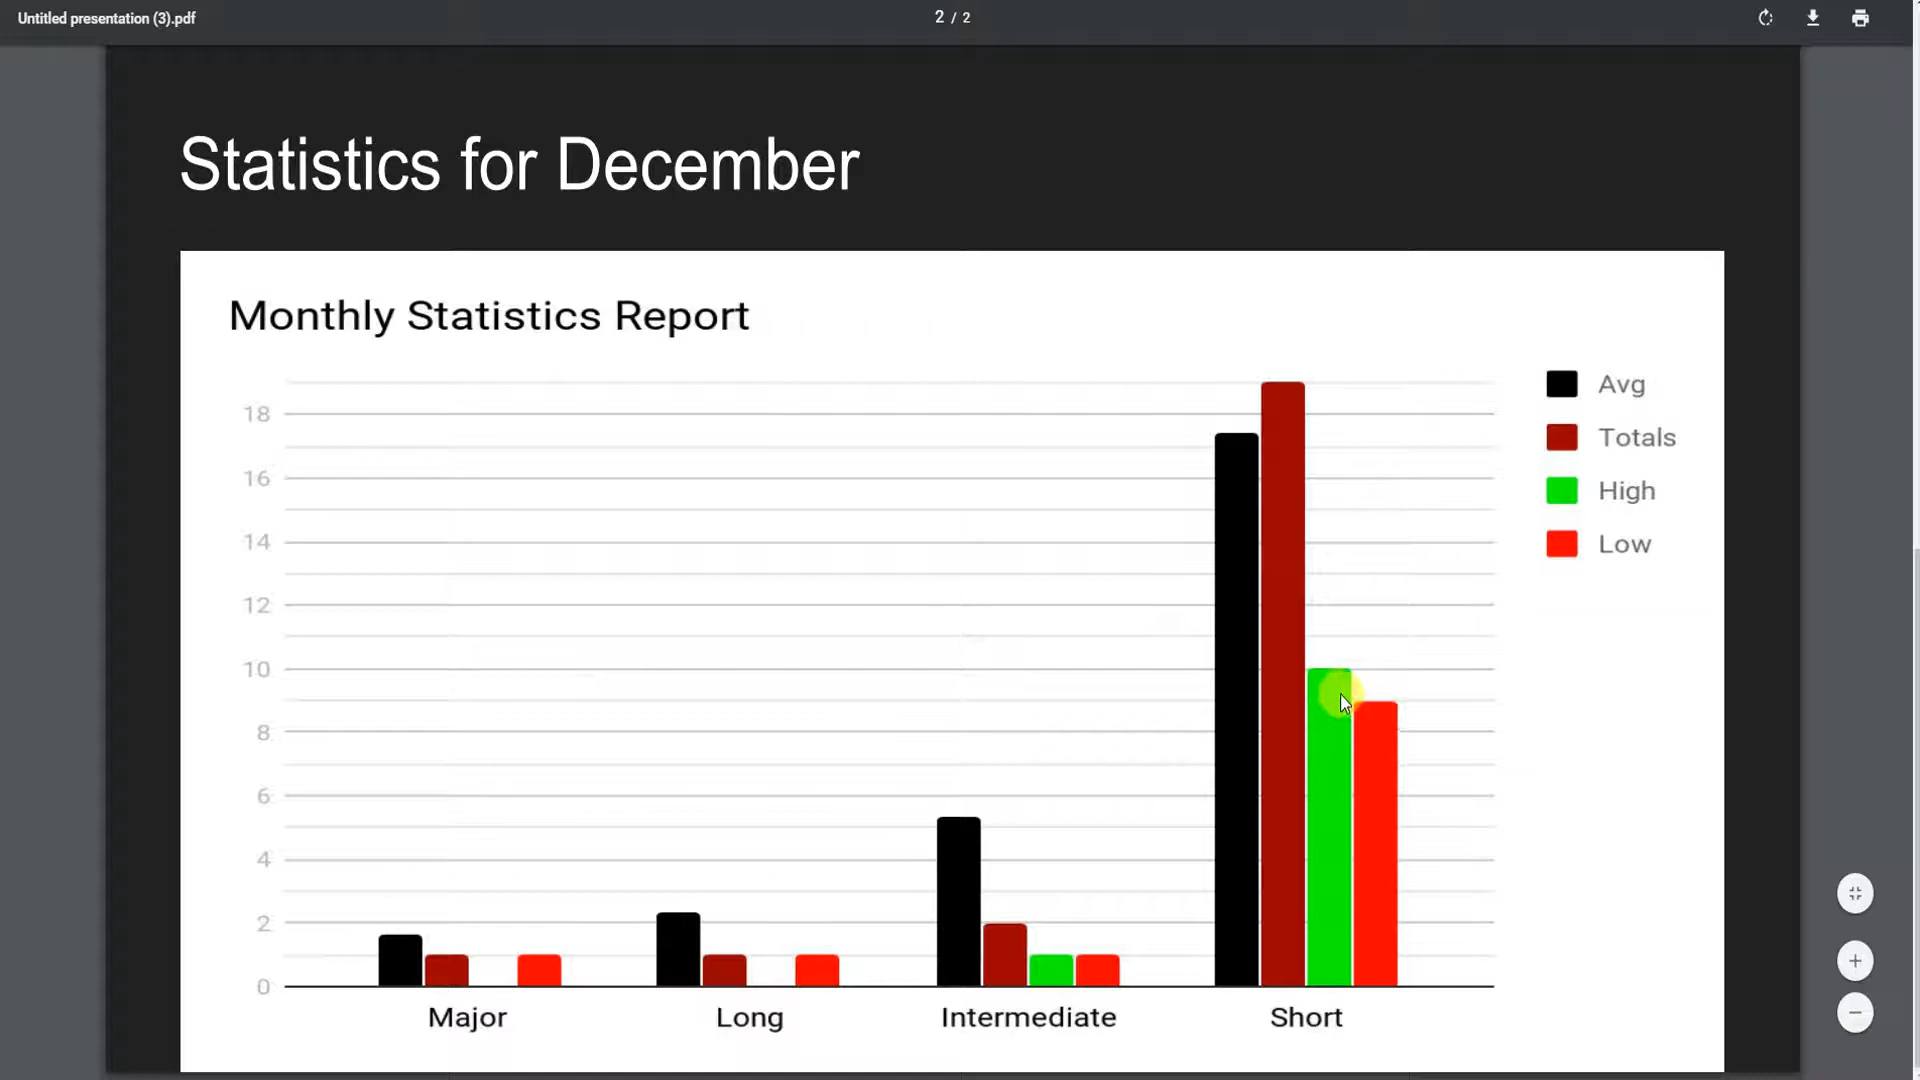 Untitled presentation (3).pdf
2 / 2
Statistics for December
Monthly Statistics Report
Avg
Totals
High
Low
18
16
14
12
10
8
6
4
2
0
Major
Long
Intermediate
Short